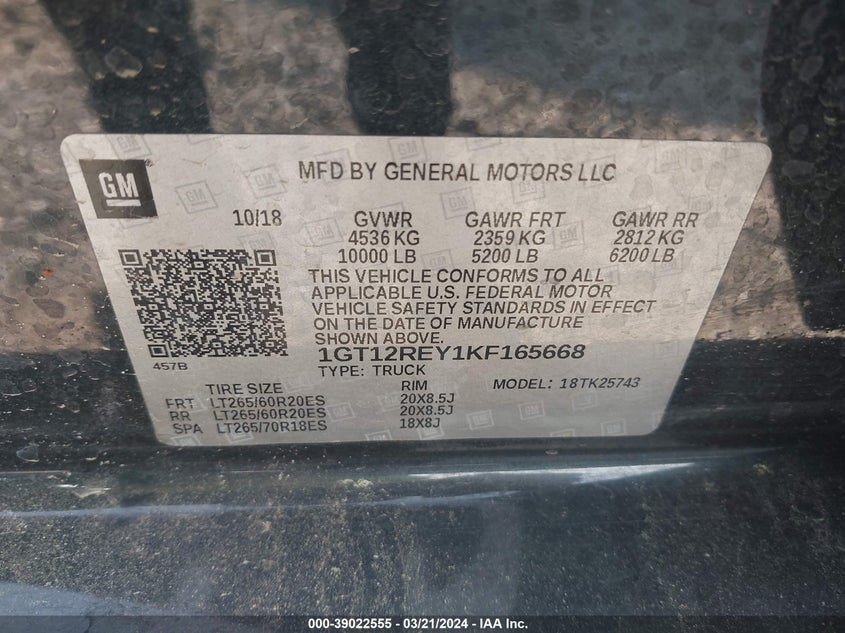 GM
MFD BY GENERAL MOTORS LLC
10/18 GVWR GAWR FRT GAWR RR
4536 KG 2359 KG 2812 KG
10000 LB 5200 LB 6200 LB
THIS VEHICLE CONFORMS TO ALL
APPLICABLE U.S. FEDERAL MOTOR
VEHICLE SAFETY STANDARDS IN EFFECT
ON THE DATE OF MANUFACTURE
SHOWN ABOVE.
1GT12REY1KF165668
457B
TYPE: TRUCK
TIRE SIZE RIM MODEL: 18TK25743
FRT LT265/60R20ES 20X8.5J
RR LT265/60R20ES 20X8.5J
SPA LT265/70R18ES 18X8J
000-39022555 - 03/21/2024 - IAA Inc.